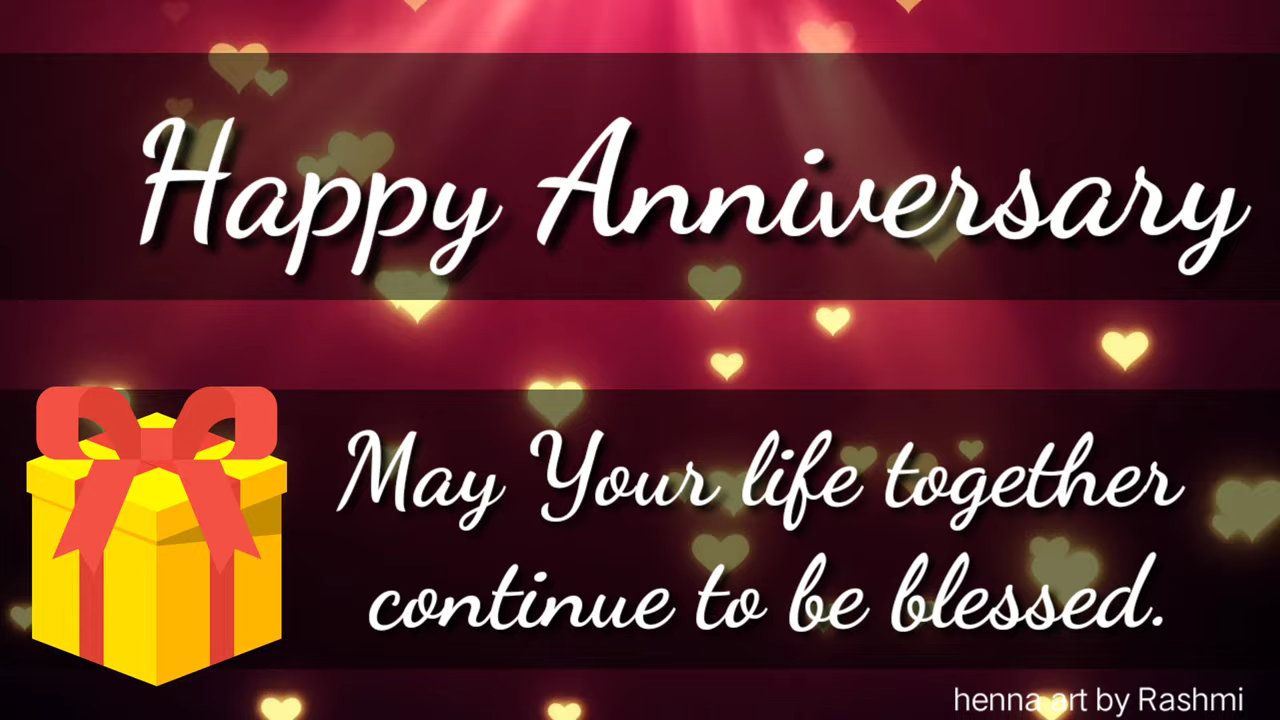 Happy Anniversary
May Your life together
continue to be blessed.
henna art by Rashmi